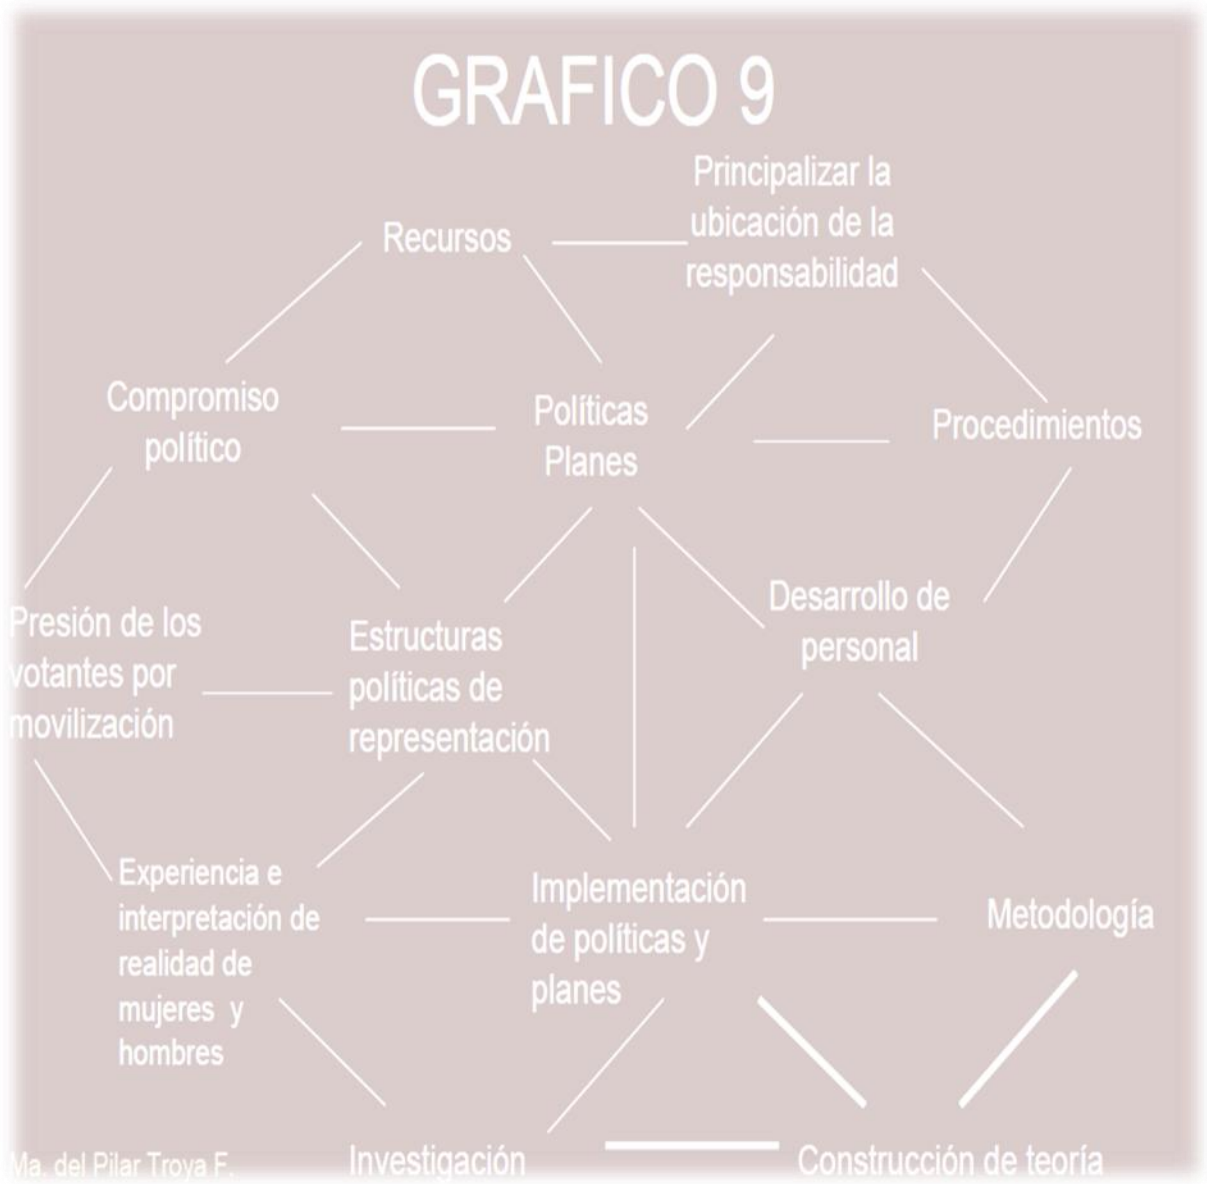 GRAFICO 9
Principalizar la
ubicación de la
responsabilidad
Recursos
Compromiso
político
Políticas
Planes
Procedimientos
Presión de los
votantes por
movilización
Estructuras
políticas de
representación
Desarrollo de
personal
Experiencia e
interpretación de
realidad de
mujeres y
hombres
Implementación
de políticas y
planes
Metodología
Ma. del Pilar Troya F.
Investigación
Construcción de teoría